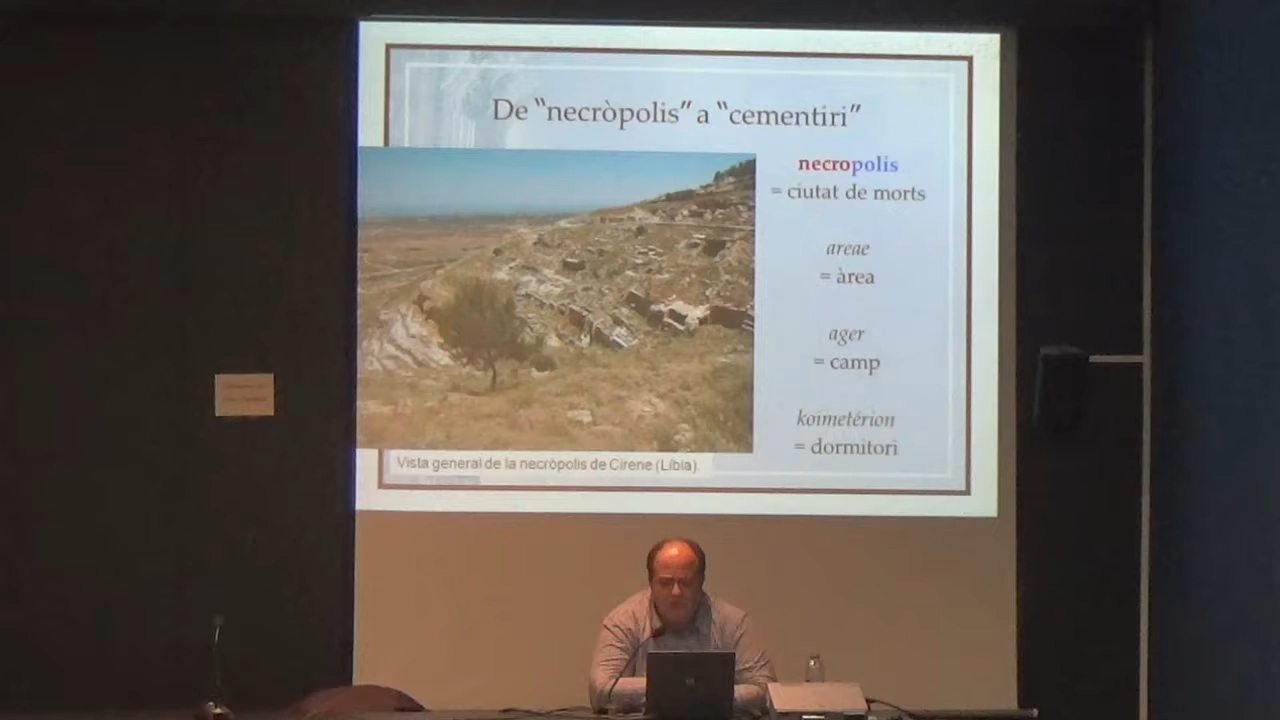 De "necròpolis" a "cementiri"
necropolis
= ciutat de morts
areae
= àrea
ager
= camp
koimetérion
= dormitori
Vista general de la necròpolis de Cirene (Líbia).